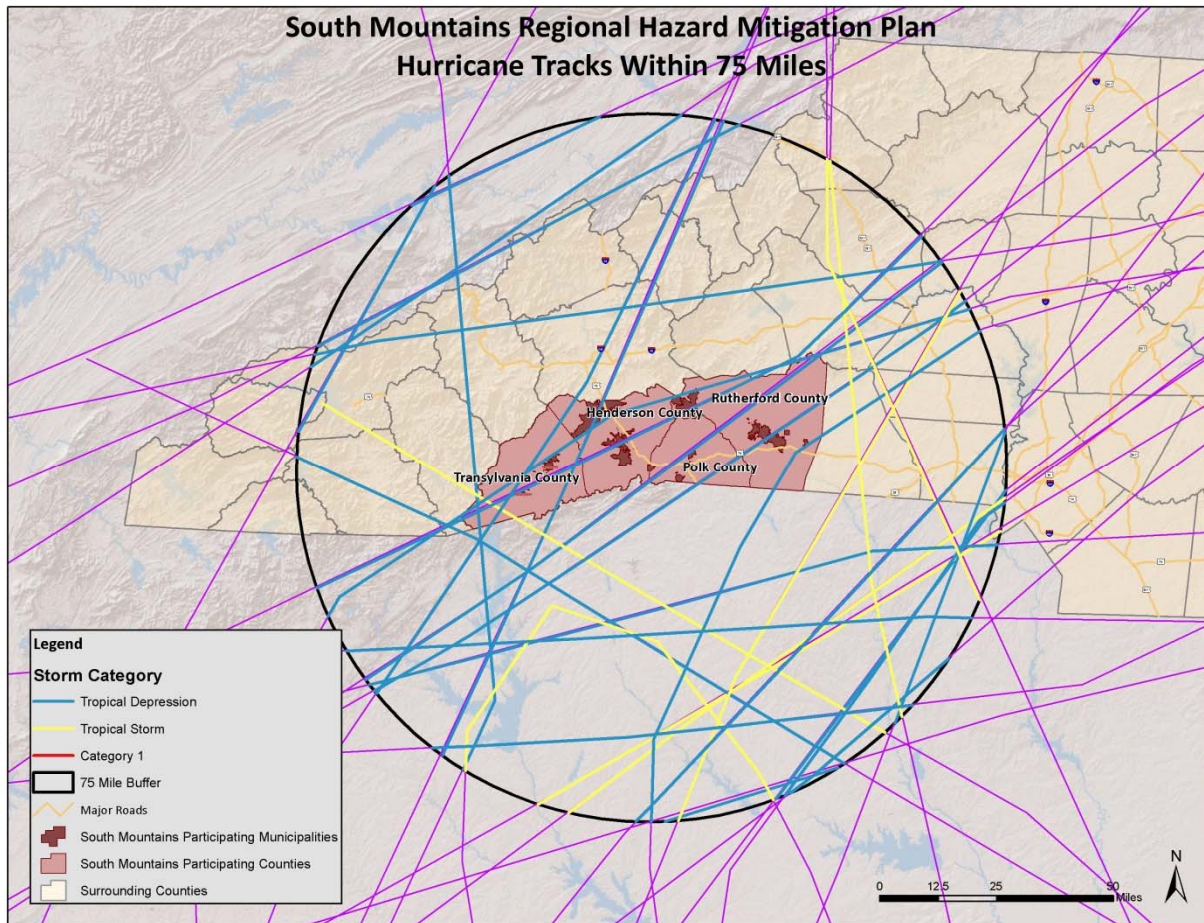 South Mountains Regional Hazard Mitigation Plan
Hurricane Tracks Within 75 Miles
Henderson County
Rutherford County
Transylvania County
Polk County
Legend
Storm Category
Tropical Depression
Tropical Storm
Category 1
75 Mile Buffer
Major Roads
South Mountains Participating Municipalities
South Mountains Participating Counties
Surrounding Counties
N
0 12.5 25 50
Miles